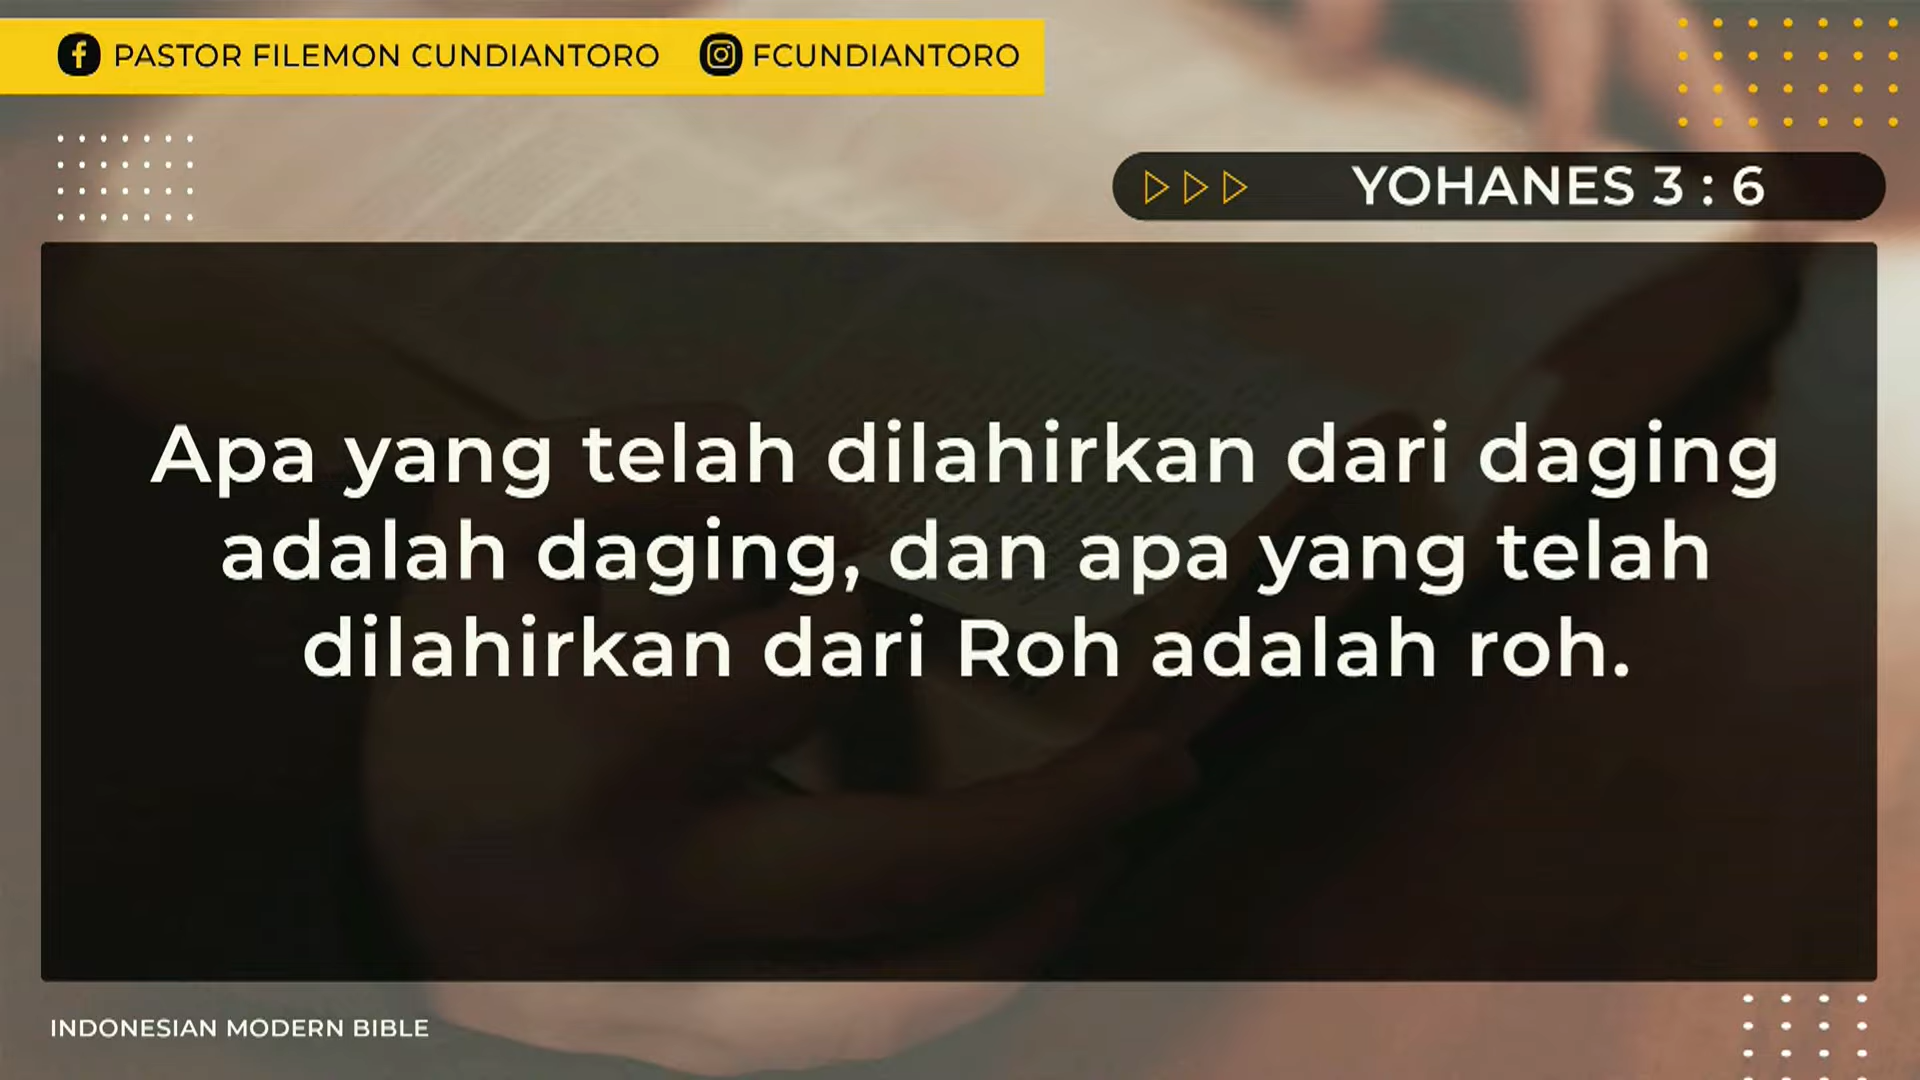 PASTOR FILEMON CUNDIANTORO FCUNDIANTORO
YOHANES 3 : 6
Apa yang telah dilahirkan dari daging
adalah daging, dan apa yang telah
dilahirkan dari Roh adalah roh.
INDONESIAN MODERN BIBLE